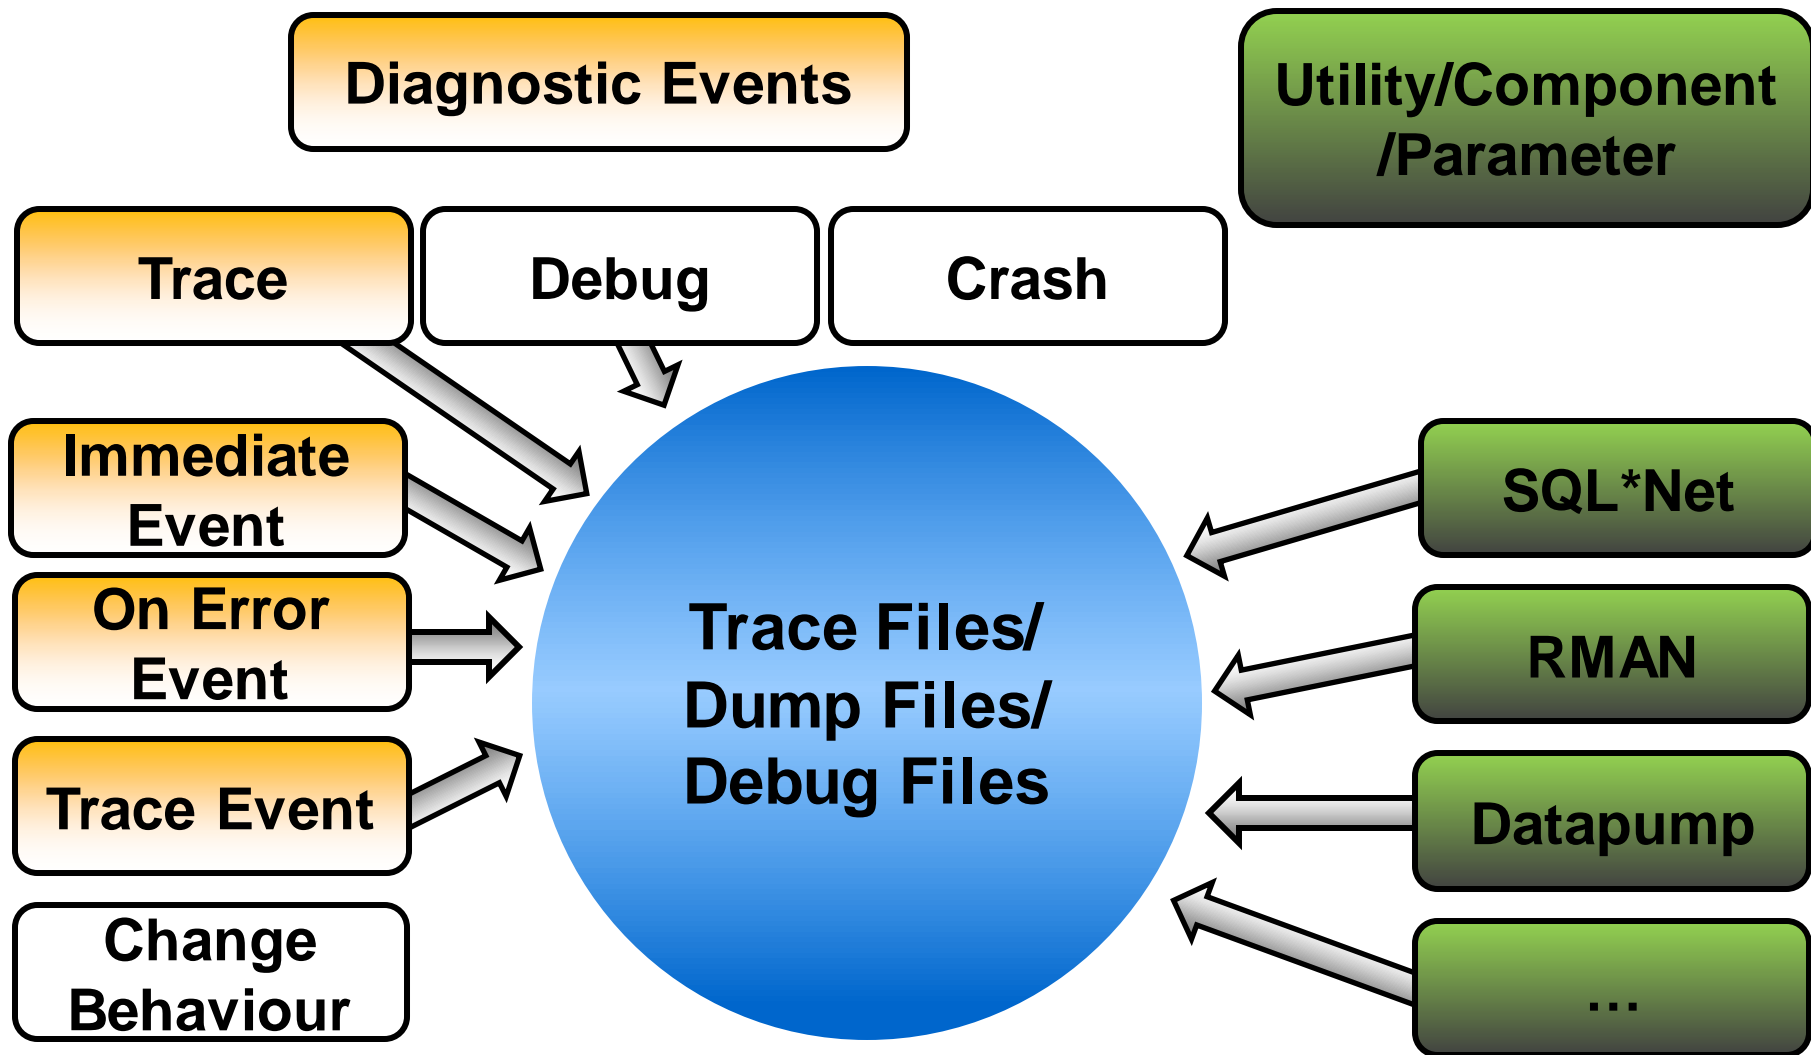 Diagnostic Events
Utility/Component
/Parameter
Trace
Debug
Crash
Immediate
Event
On Error
Event
Trace Event
Change
Behaviour
Trace Files/
Dump Files/
Debug Files
SQL*Net
RMAN
Datapump
…